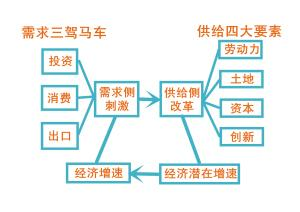 需求三驾马车
供给四大要素
投资
消费
出口
需求侧
刺激
供给侧
改革
劳动力
土地
资本
创新
经济增速
经济潜在增速